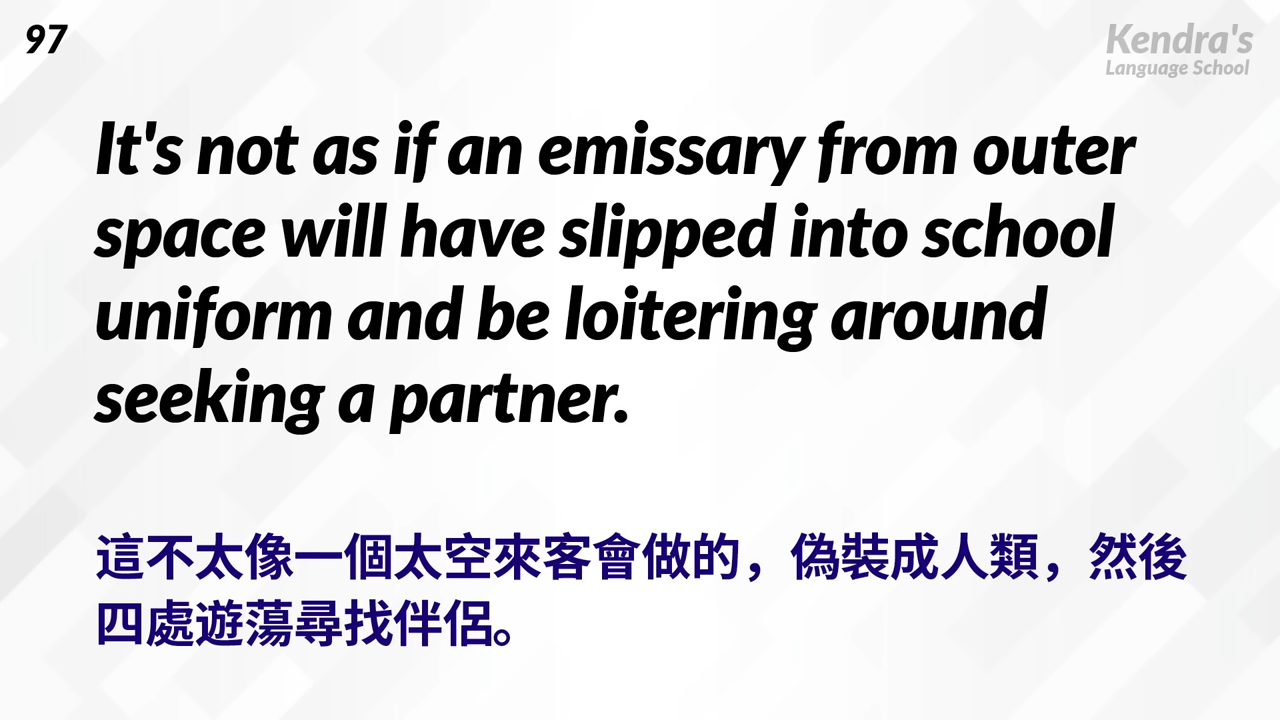 97
Kendra's
Language School
It's not as if an emissary from outer
space will have slipped into school
uniform and be loitering around
seeking a partner.
這不太像一個太空來客會做的，偽裝成人類，然後
四處遊蕩尋找伴侶。